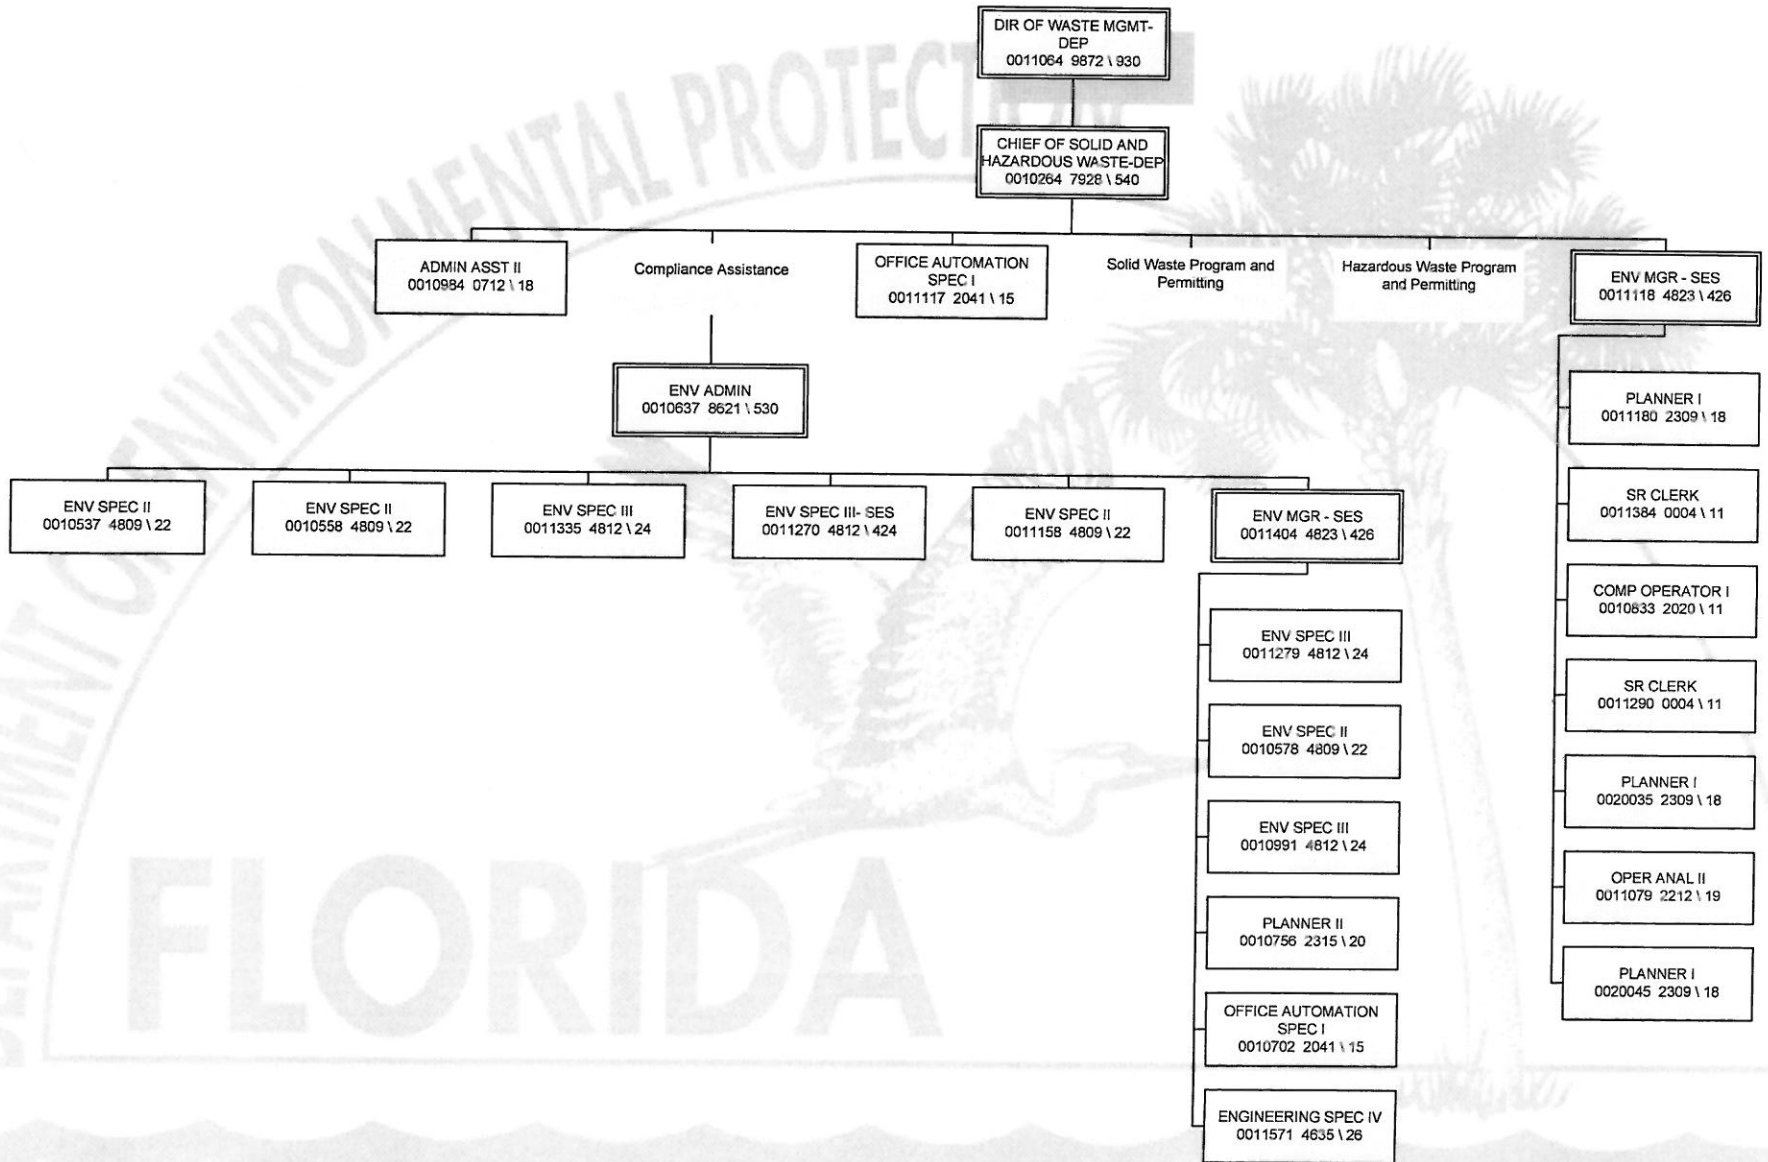 DEPARTMENT OF ENVIRONMENTAL PROTECTION
FLORIDA
DIR OF WASTE MGMT-
DEP
0011064 9872 \ 930
CHIEF OF SOLID AND
HAZARDOUS WASTE-DEP
0010264 7928 \ 540
ADMIN ASST II
0010984 0712 \ 18
Compliance Assistance
OFFICE AUTOMATION
SPEC I
0011117 2041 \ 15
Solid Waste Program and
Permitting
Hazardous Waste Program
and Permitting
ENV MGR - SES
0011118 4823 \ 426
ENV ADMIN
0010637 8621 \ 530
ENV SPEC II
0010537 4809 \ 22
ENV SPEC II
0010558 4809 \ 22
ENV SPEC III
0011335 4812 \ 24
ENV SPEC III- SES
0011270 4812 \ 424
ENV SPEC II
0011158 4809 \ 22
ENV MGR - SES
0011404 4823 \ 426
ENV SPEC III
0011279 4812 \ 24
ENV SPEC II
0010578 4809 \ 22
ENV SPEC III
0010991 4812 \ 24
PLANNER II
0010756 2315 \ 20
OFFICE AUTOMATION
SPEC I
0010702 2041 \ 15
ENGINEERING SPEC IV
0011571 4635 \ 26
PLANNER I
0011180 2309 \ 18
SR CLERK
0011384 0004 \ 11
COMP OPERATOR I
0010833 2020 \ 11
SR CLERK
0011290 0004 \ 11
PLANNER I
0020035 2309 \ 18
OPER ANAL II
0011079 2212 \ 19
PLANNER I
0020045 2309 \ 18